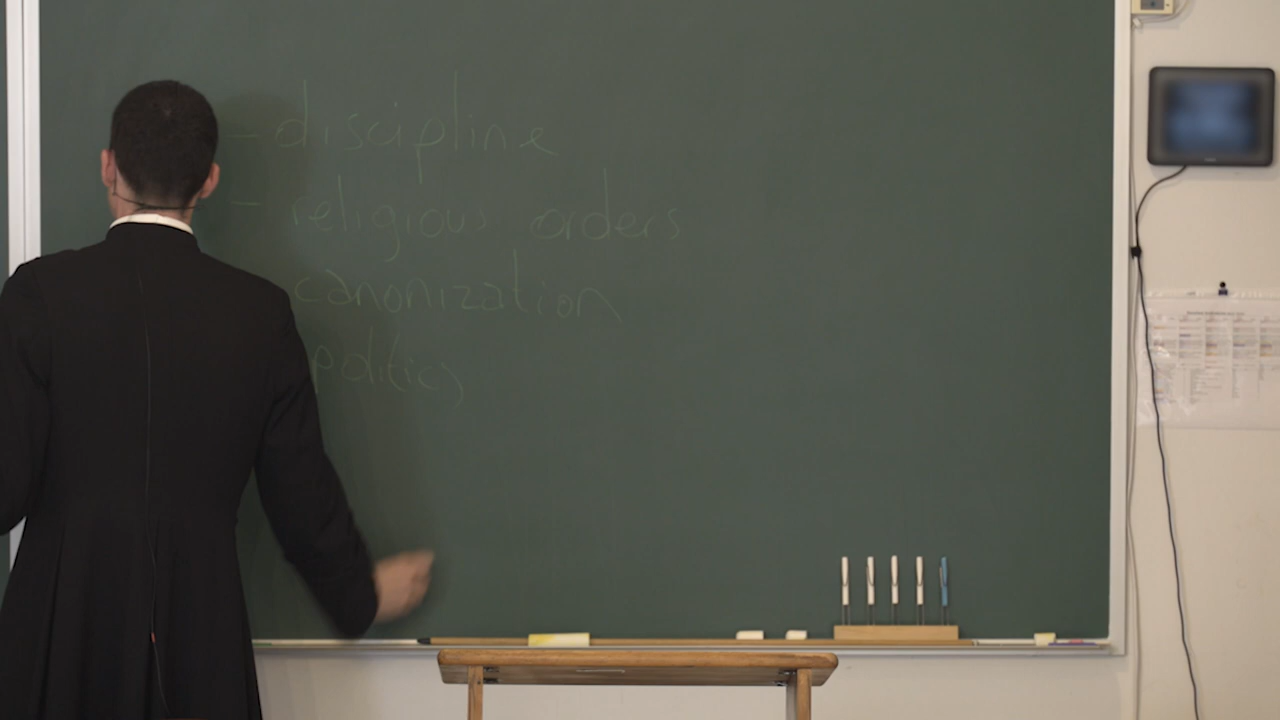 - discipline
- religious orders
canonization
politics